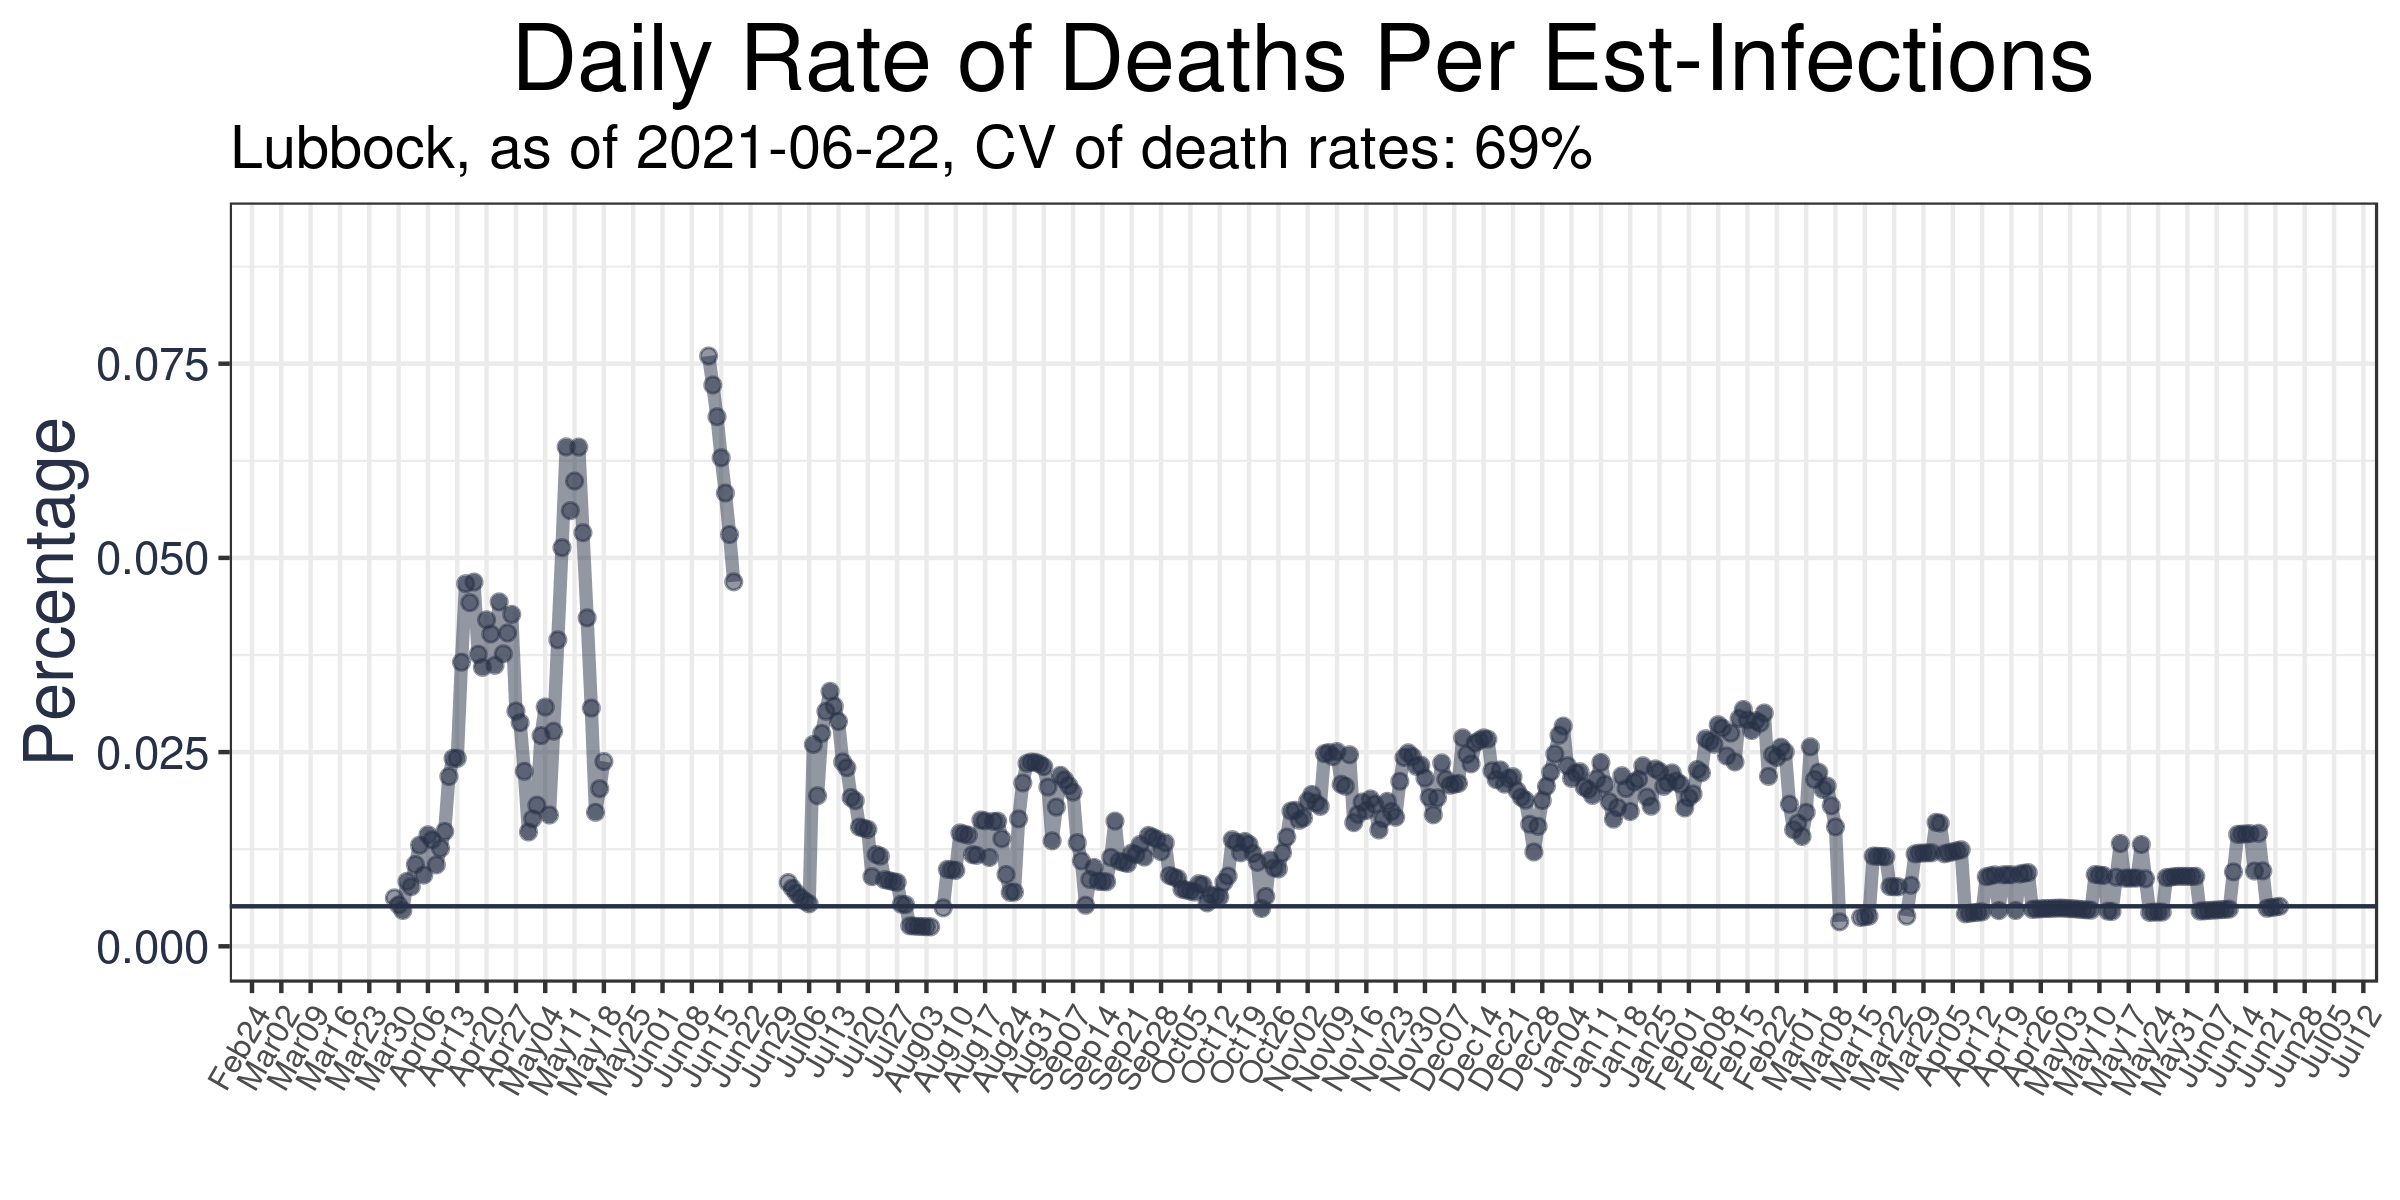 Daily Rate of Deaths Per Est-Infections
Lubbock, as of 2021-06-22, CV of death rates: 69%
Percentage
0.075
0.050
0.025
0.000
Feb24 Mar02 Mar09 Mar16 Mar23 Mar30 Apr06 Apr13 Apr20 Apr27 May04 May11 May18 May25 Jun01 Jun08 Jun15 Jun22 Jun29 Jul06 Jul13 Jul20 Jul27 Aug03 Aug10 Aug17 Aug24 Aug31 Sep07 Sep14 Sep21 Sep28 Oct05 Oct12 Oct19 Oct26 Nov02 Nov09 Nov16 Nov23 Nov30 Dec07 Dec14 Dec21 Dec28 Jan04 Jan11 Jan18 Jan25 Feb01 Feb08 Feb15 Feb22 Mar01 Mar08 Mar15 Mar22 Mar29 Apr05 Apr12 Apr19 Apr26 May03 May10 May17 May24 May31 Jun07 Jun14 Jun21 Jun28 Jul05 Jul12